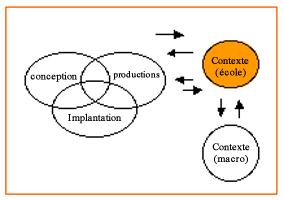 conception
productions
Implantation
Contexte
(école)
Contexte
(macro)